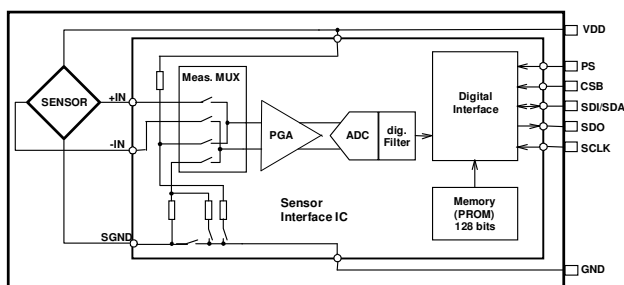 VDD
PS
CSB
SDI/SDA
SDO
SCLK
GND
SENSOR
+IN
-IN
SGND
Meas. MUX
PGA
ADC
dig.
Filter
Digital
Interface
Memory
(PROM)
128 bits
Sensor
Interface IC